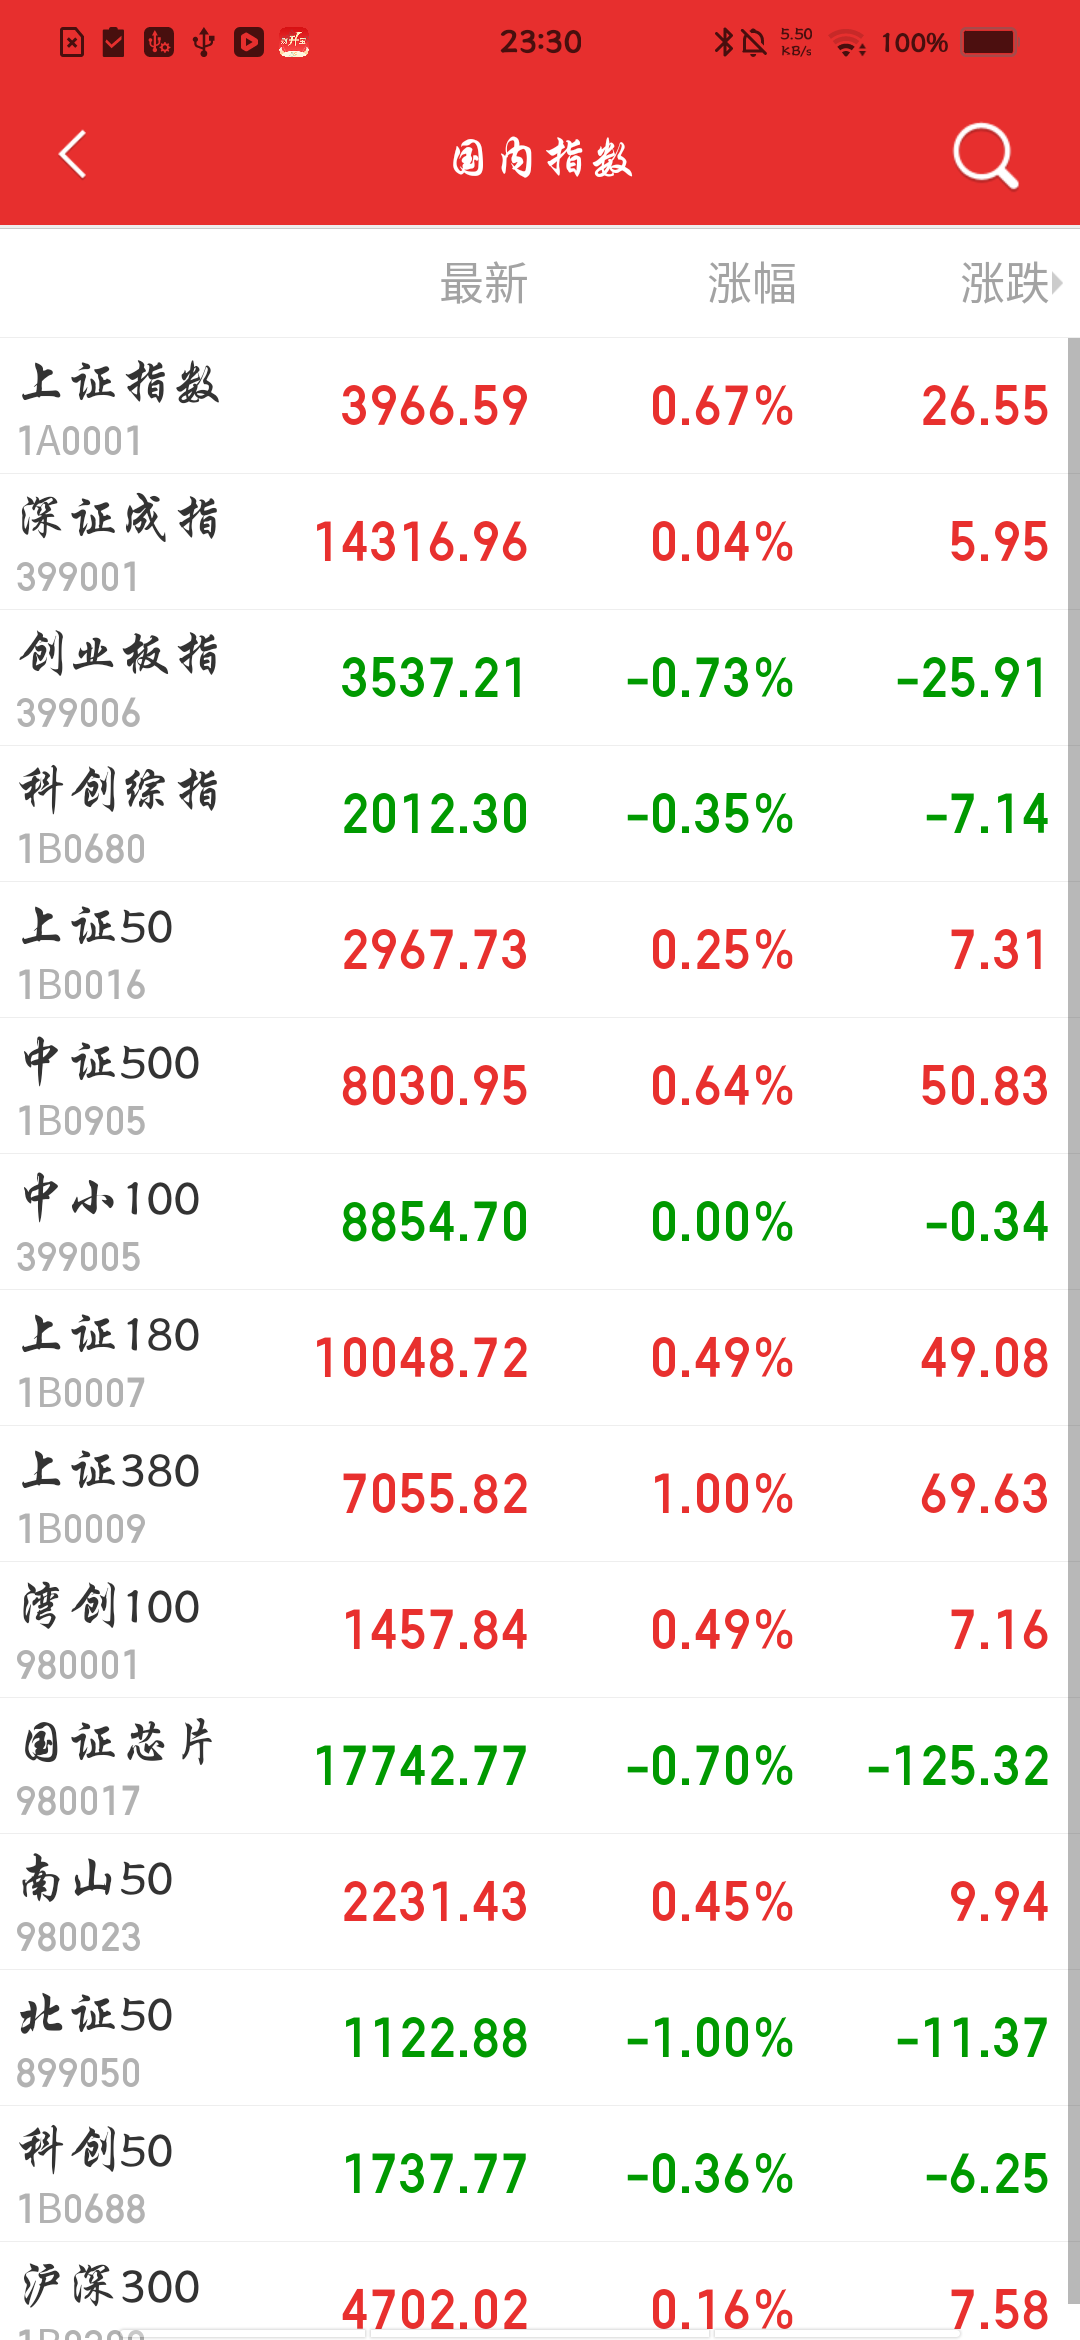 23:30
5.50 KB/s
100%
国内指数
最新 涨幅 涨跌
上证指数 3966.59 0.67% 26.55
1A0001
深证成指 14316.96 0.04% 5.95
399001
创业板指 3537.21 -0.73% -25.91
399006
科创综指 2012.30 -0.35% -7.14
1B0680
上证50 2967.73 0.25% 7.31
1B0016
中证500 8030.95 0.64% 50.83
1B0905
中小100 8854.70 0.00% -0.34
399005
上证180 10048.72 0.49% 49.08
1B0007
上证380 7055.82 1.00% 69.63
1B0009
湾创100 1457.84 0.49% 7.16
980001
国证芯片 17742.77 -0.70% -125.32
980017
南山50 2231.43 0.45% 9.94
980023
北证50 1122.88 -1.00% -11.37
899050
科创50 1737.77 -0.36% -6.25
1B0688
沪深300 4702.02 0.16% 7.58